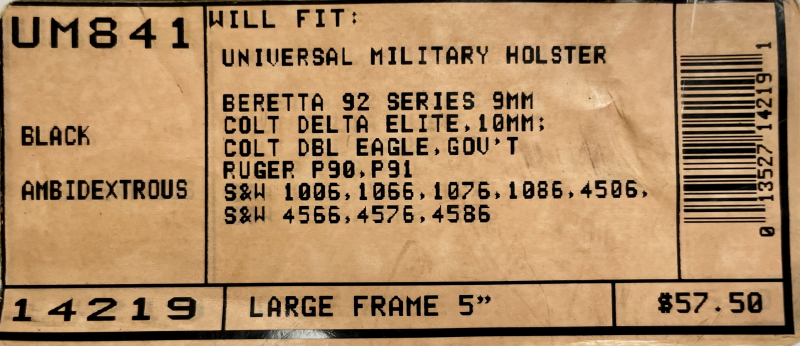 UM841
BLACK
AMBIDEXTROUS
WILL FIT:
UNIVERSAL MILITARY HOLSTER
BERETTA 92 SERIES 9MM
COLT DELTA ELITE,10MM;
COLT DBL EAGLE,GOV'T
RUGER P90,P91
S&W 1006,1066,1076,1086,4506,
S&W 4566,4576,4586
0 13527 14219 1
14219
LARGE FRAME 5”
$57.50